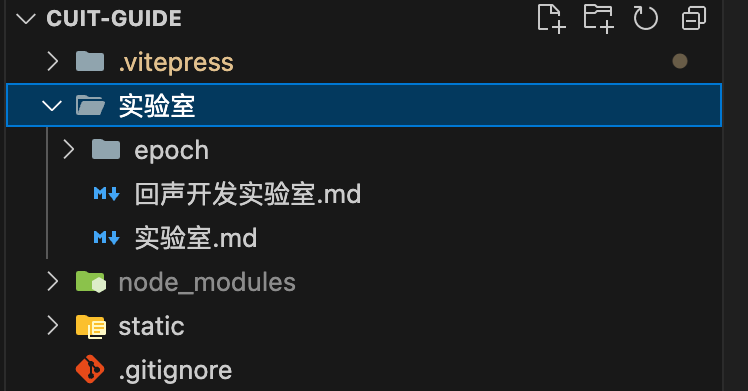 CUIT-GUIDE
.vitepress
实验室
epoch
回声开发实验室.md
实验室.md
node_modules
static
.gitignore